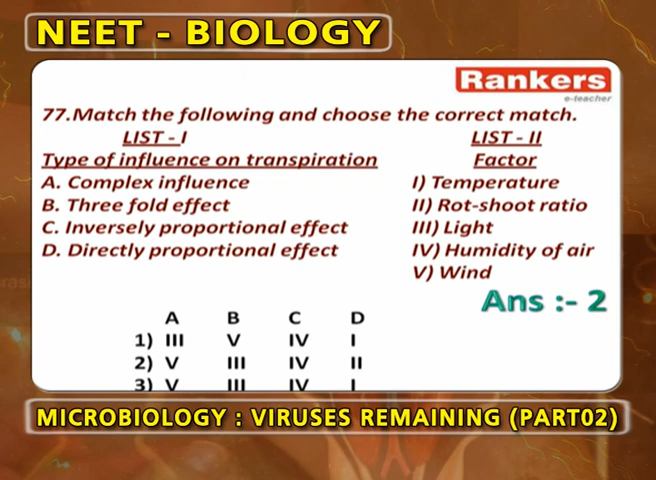 NEET - BIOLOGY
Rankers
e-teacher
77.Match the following and choose the correct match.
LIST - I LIST - II
Type of influence on transpiration Factor
A. Complex influence I) Temperature
B. Three fold effect II) Rot-shoot ratio
C. Inversely proportional effect III) Light
D. Directly proportional effect IV) Humidity of air
V) Wind
Ans :- 2
A B C D
1) III V IV I
2) V III IV II
3) V III IV I
MICROBIOLOGY : VIRUSES REMAINING (PART02)